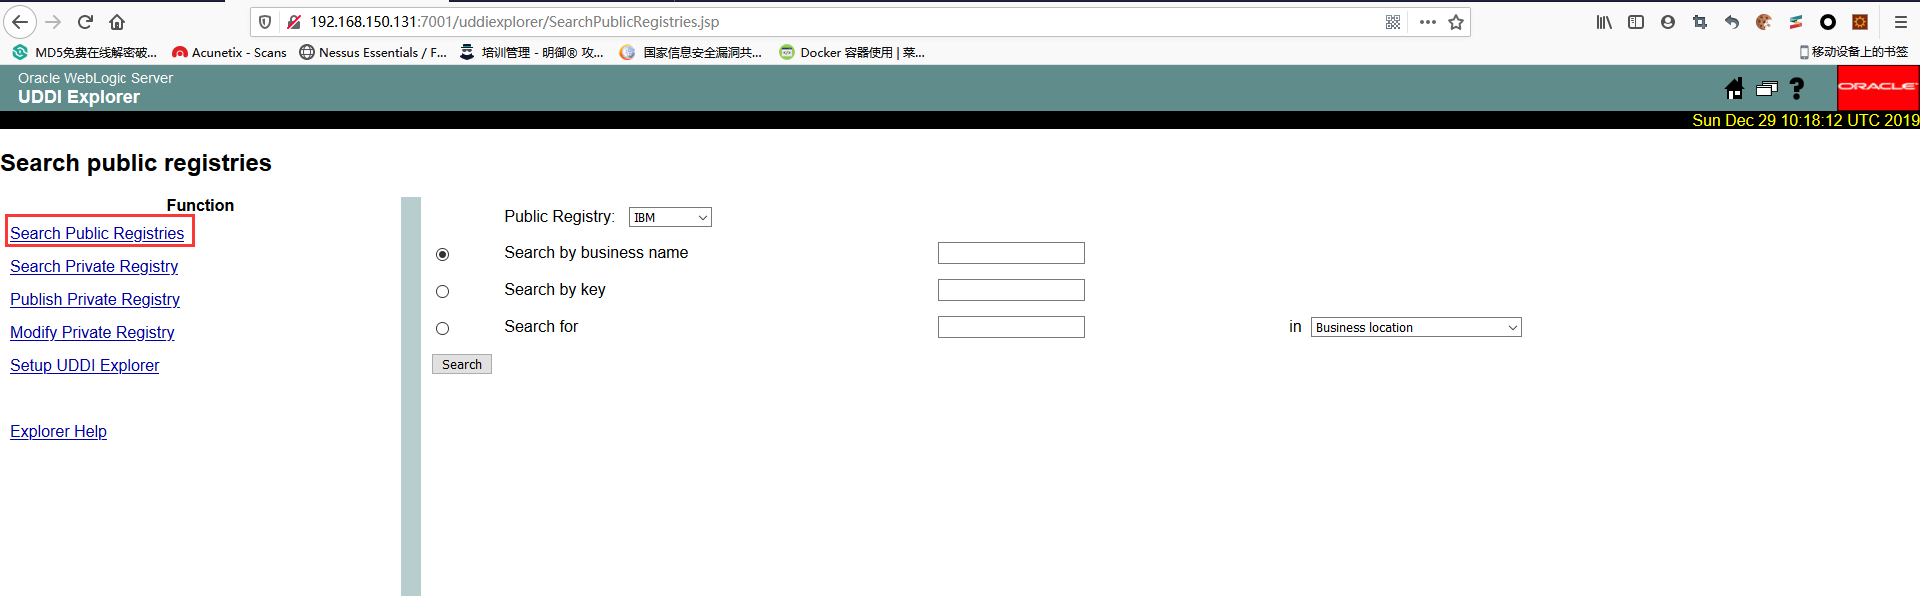 192.168.150.131:7001/uddiexplorer/SearchPublicRegistries.jsp
MD5免费在线解密破... Acunetix - Scans Nessus Essentials / F... 培训管理 - 明御® 攻... 国家信息安全漏洞共... Docker 容器使用 | 菜... 移动设备上的书签
Oracle WebLogic Server
UDDI Explorer
ORACLE
Sun Dec 29 10:18:12 UTC 2019
Search public registries
Function
Search Public Registries
Search Private Registry
Publish Private Registry
Modify Private Registry
Setup UDDI Explorer
Explorer Help
Public Registry: IBM
Search by business name
Search by key
Search for in Business location
Search